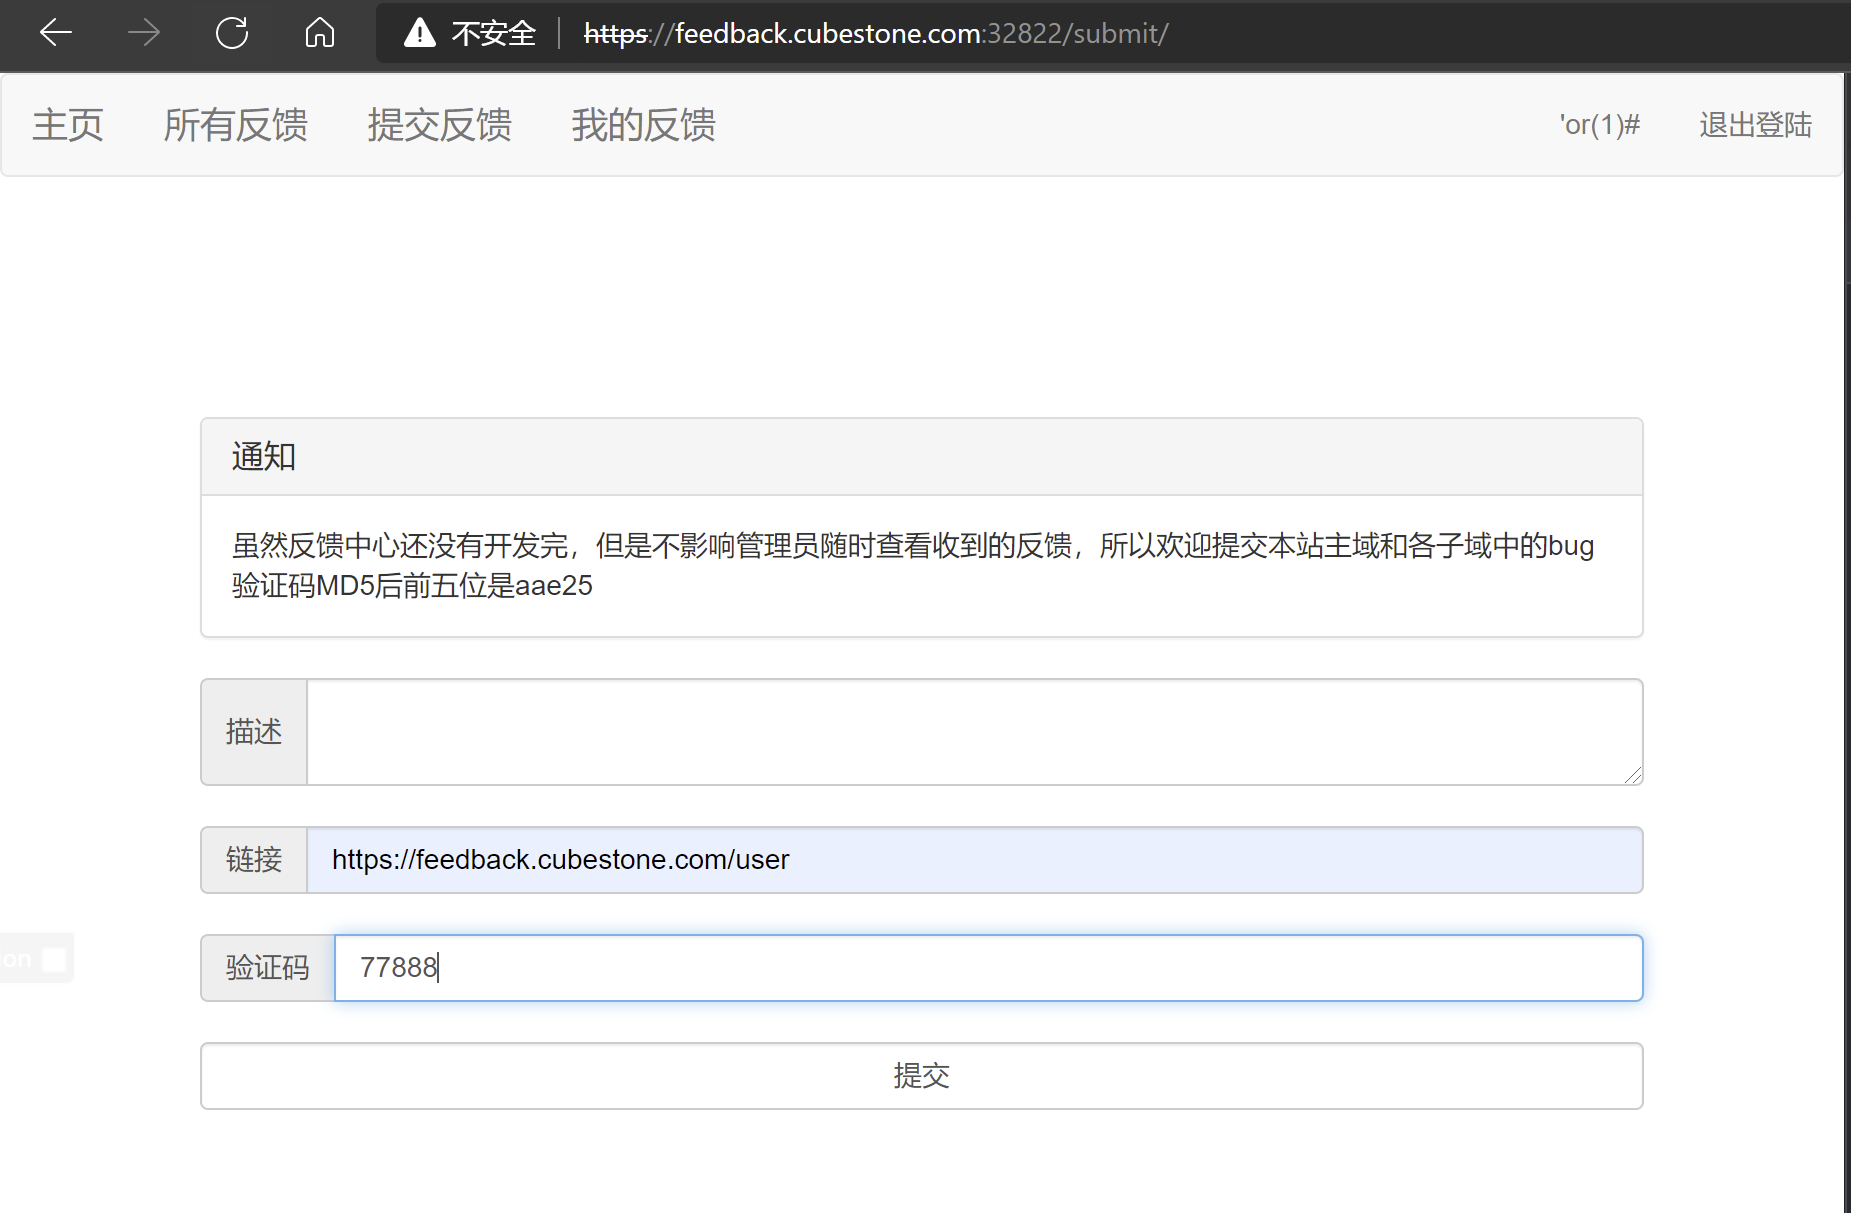 不安全 https://feedback.cubestone.com:32822/submit/
主页 所有反馈 提交反馈 我的反馈 'or(1)# 退出登陆
通知
虽然反馈中心还没有开发完，但是不影响管理员随时查看收到的反馈，所以欢迎提交本站主域和各子域中的bug
验证码MD5后前五位是aae25
描述
链接 https://feedback.cubestone.com/user
on
验证码 77888
提交